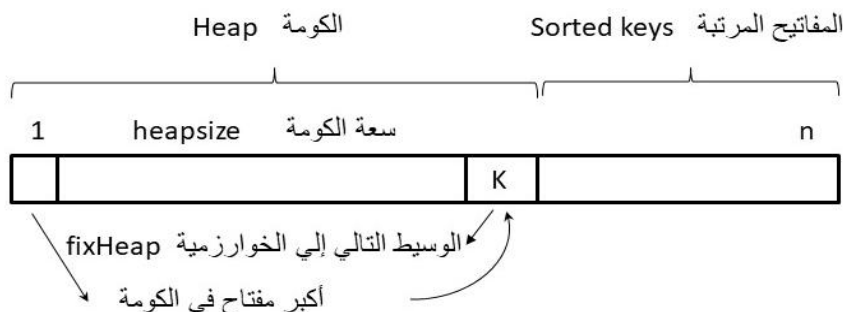 الكومة Heap
المفاتيح المرتبة Sorted keys
1 heapsize سعة الكومة n
K
الوسيط التالي إلي الخوارزمية fixHeap
أكبر مفتاح في الكومة